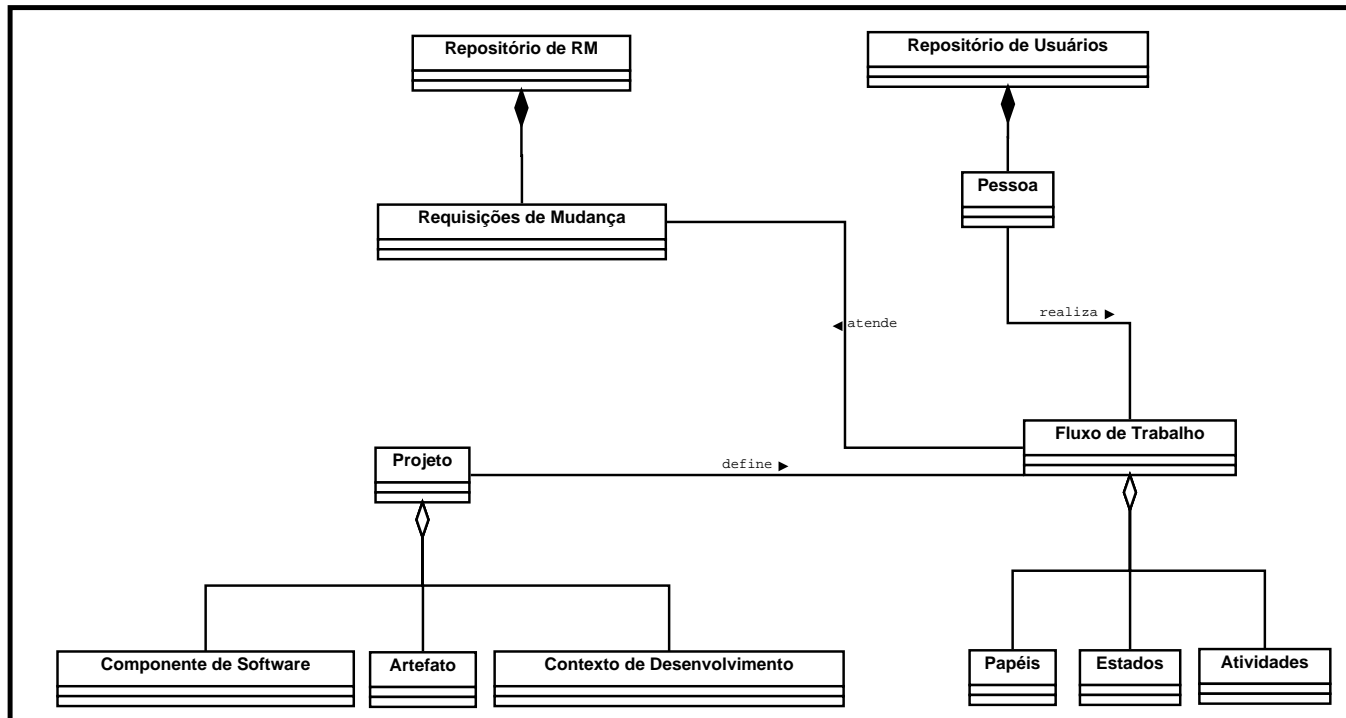 Repositório de RM
Repositório de Usuários
Pessoa
Requisições de Mudança
realiza
atende
Fluxo de Trabalho
Projeto
define
Componente de Software
Artefato
Contexto de Desenvolvimento
Papéis
Estados
Atividades